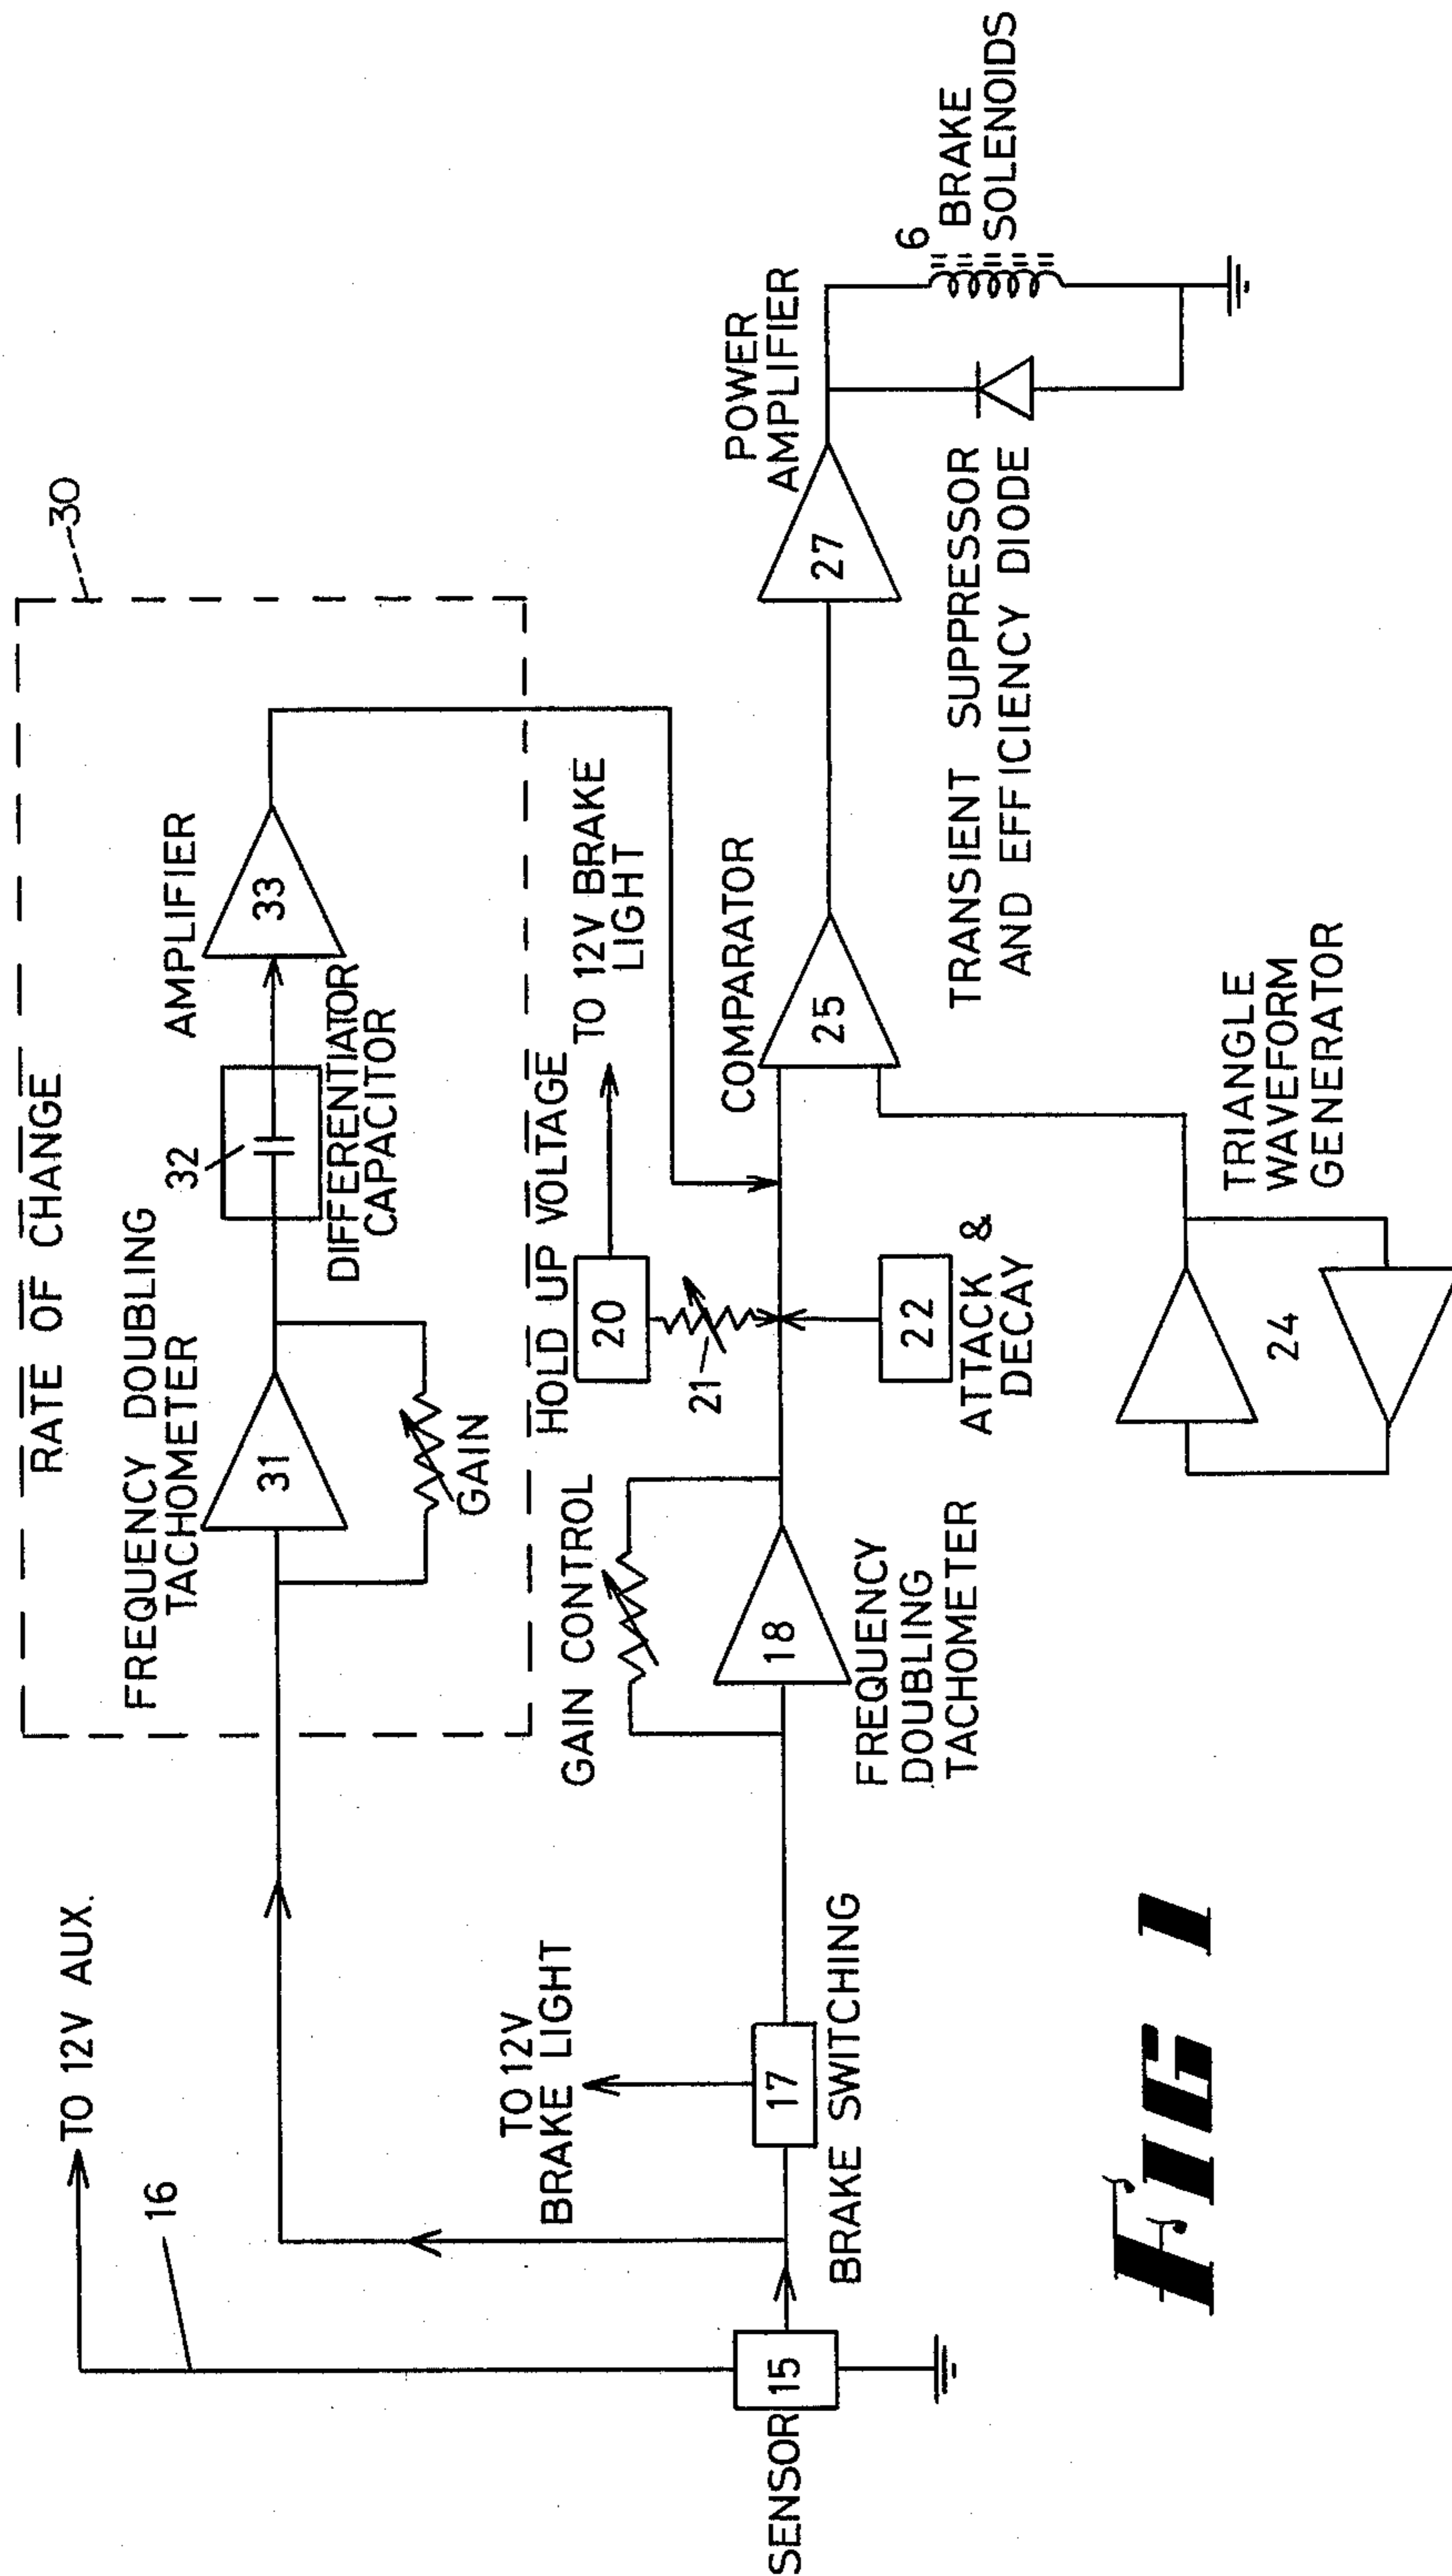 TO 12V AUX.
16
30
RATE OF CHANGE
FREQUENCY DOUBLING
TACHOMETER
31
GAIN
32
DIFFERENTIATOR
CAPACITOR
AMPLIFIER
33
SENSOR
15
TO 12V
BRAKE LIGHT
17
BRAKE SWITCHING
GAIN CONTROL
18
FREQUENCY
DOUBLING
TACHOMETER
HOLD UP VOLTAGE
20
TO 12V BRAKE
LIGHT
21
22
ATTACK &
DECAY
COMPARATOR
25
24
TRIANGLE
WAVEFORM
GENERATOR
POWER
AMPLIFIER
27
TRANSIENT SUPPRESSOR
AND EFFICIENCY DIODE
6
BRAKE
SOLENOIDS
FIG 1